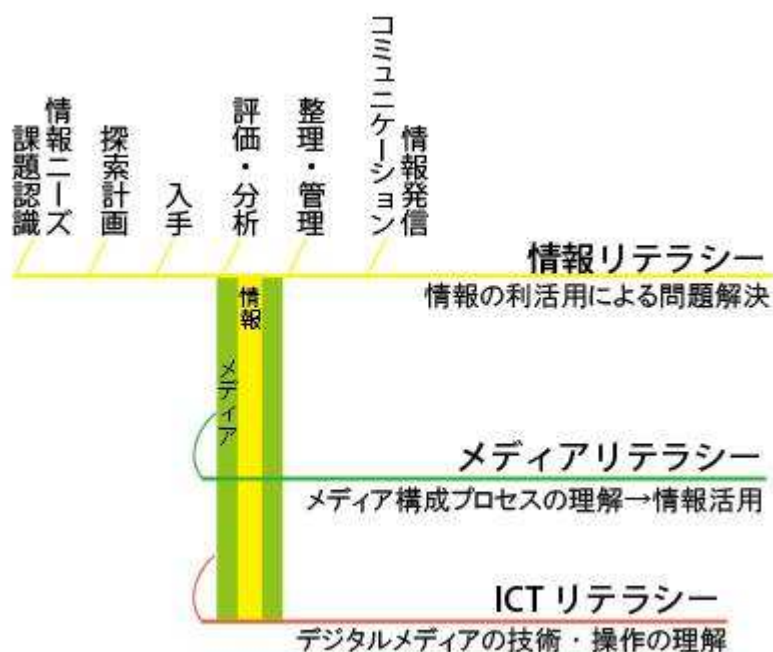 情報ニーズ
課題認識
探索計画
入手
評価・分析
整理・管理
コミュニケーション
情報発信
情報リテラシー
情報の利活用による問題解決
情報
メディア
メディアリテラシー
メディア構成プロセスの理解→情報活用
ICTリテラシー
デジタルメディアの技術・操作の理解